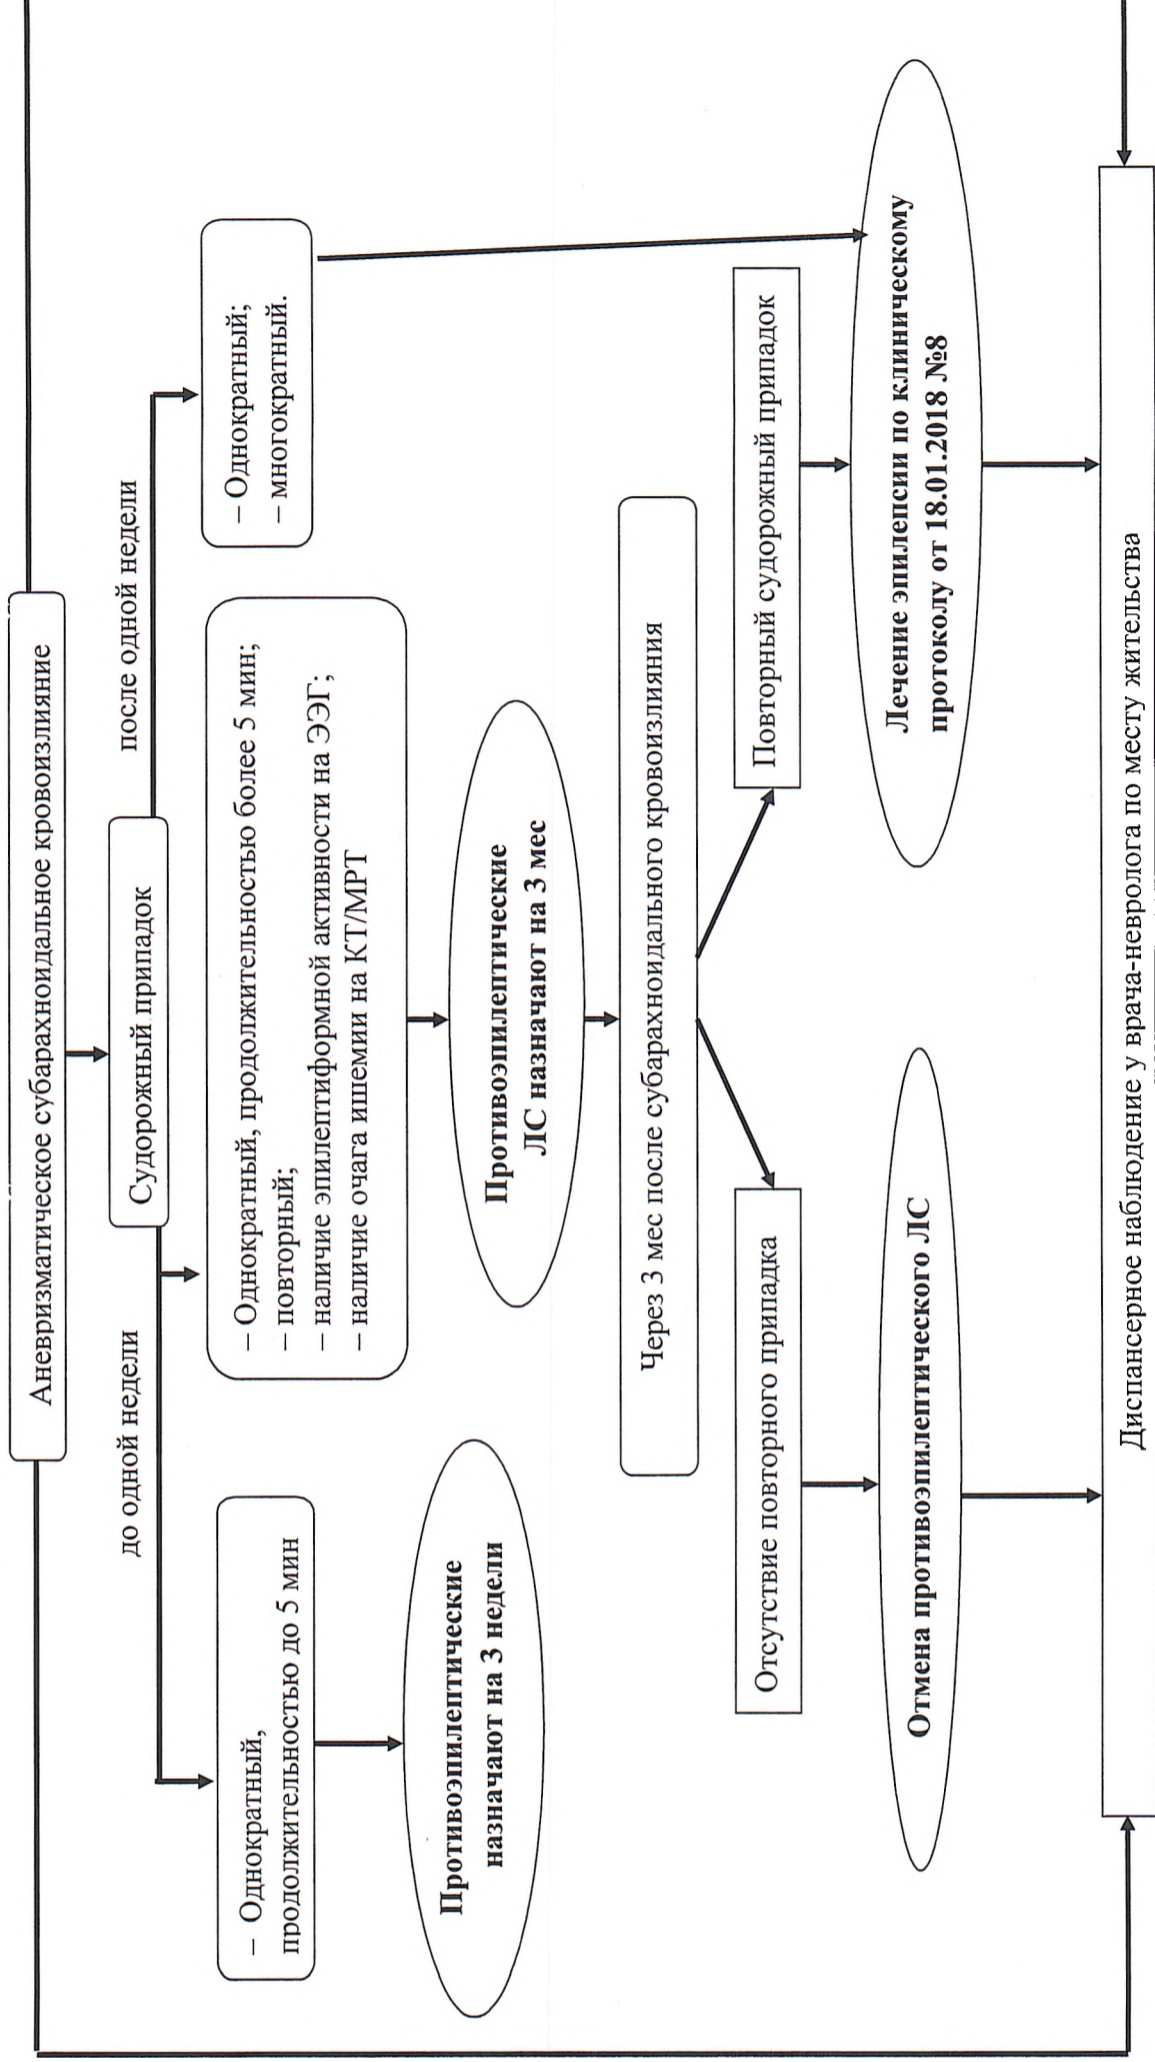 Аневризматическое субарахноидальное кровоизлияние
до одной недели
Судорожный припадок
после одной недели
– Однократный,
продолжительностью до 5 мин
– Однократный, продолжительностью более 5 мин;
– повторный;
– наличие эпилептиформной активности на ЭЭГ;
– наличие очага ишемии на КТ/МРТ
– Однократный;
– многократный.
Противоэпилептические
назначают на 3 недели
Противоэпилептические
ЛС назначают на 3 мес
Через 3 мес после субарахноидального кровоизлияния
Отсутствие повторного припадка
Повторный судорожный припадок
Отмена противоэпилептического ЛС
Лечение эпилепсии по клиническому
протоколу от 18.01.2018 №8
Диспансерное наблюдение у врача-невролога по месту жительства